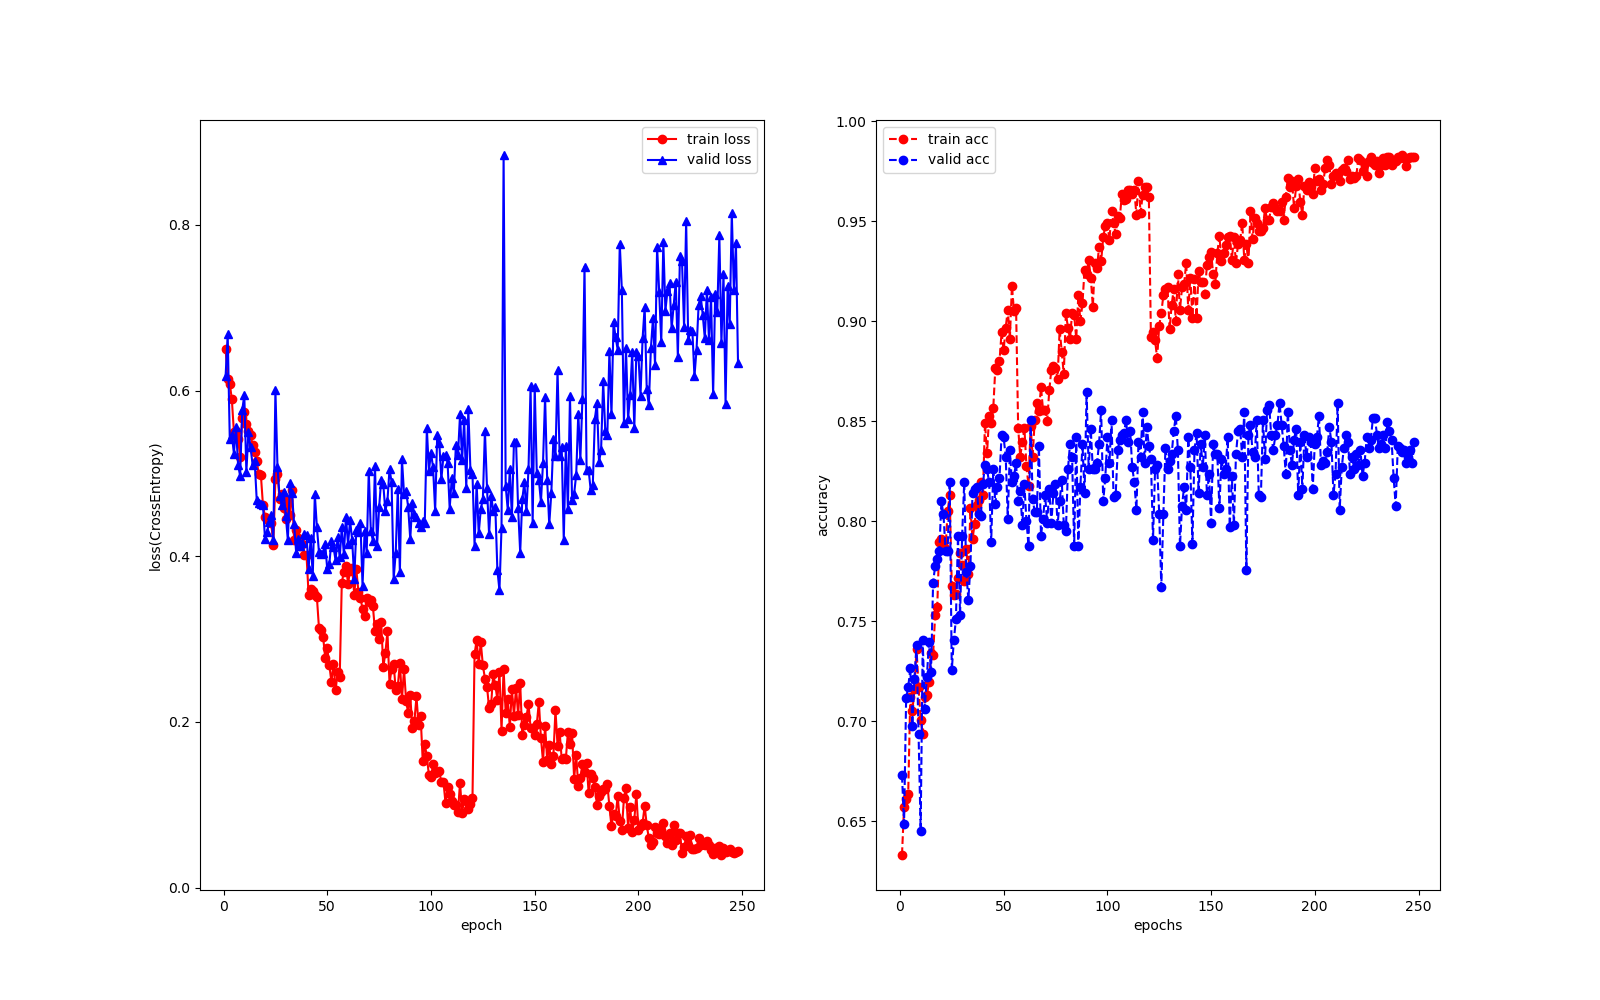 train loss
valid loss
0.8
0.6
0.4
0.2
0.0
loss(CrossEntropy)
0 50 100 150 200 250
epoch
train acc
valid acc
1.00
0.95
0.90
0.85
0.80
0.75
0.70
0.65
accuracy
0 50 100 150 200 250
epochs